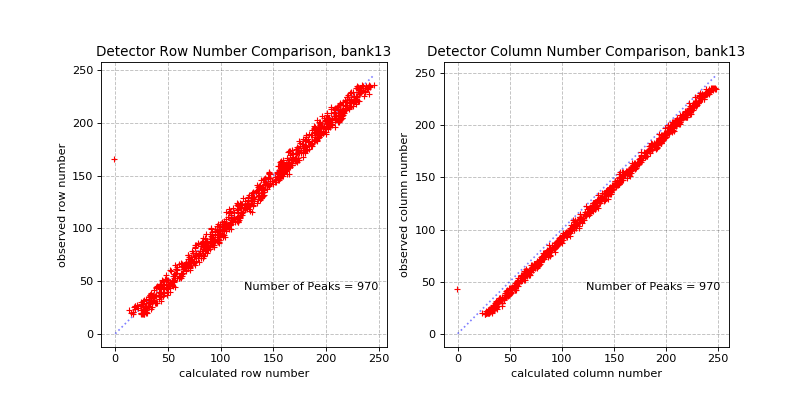 Detector Row Number Comparison, bank13
observed row number
250
200
150
100
50
0
Number of Peaks = 970
0 50 100 150 200 250
calculated row number
Detector Column Number Comparison, bank13
observed column number
250
200
150
100
50
0
Number of Peaks = 970
0 50 100 150 200 250
calculated column number